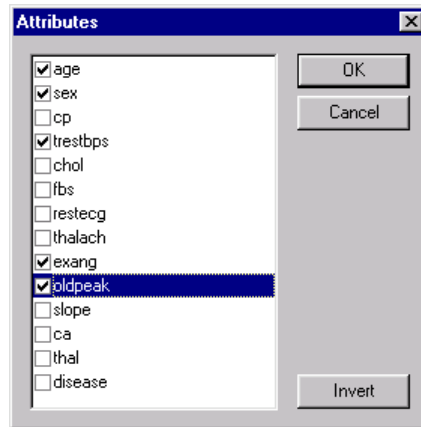 Attributes
age
sex
cp
trestbps
chol
fbs
restecg
thalach
exang
oldpeak
slope
ca
thal
disease
OK
Cancel
Invert